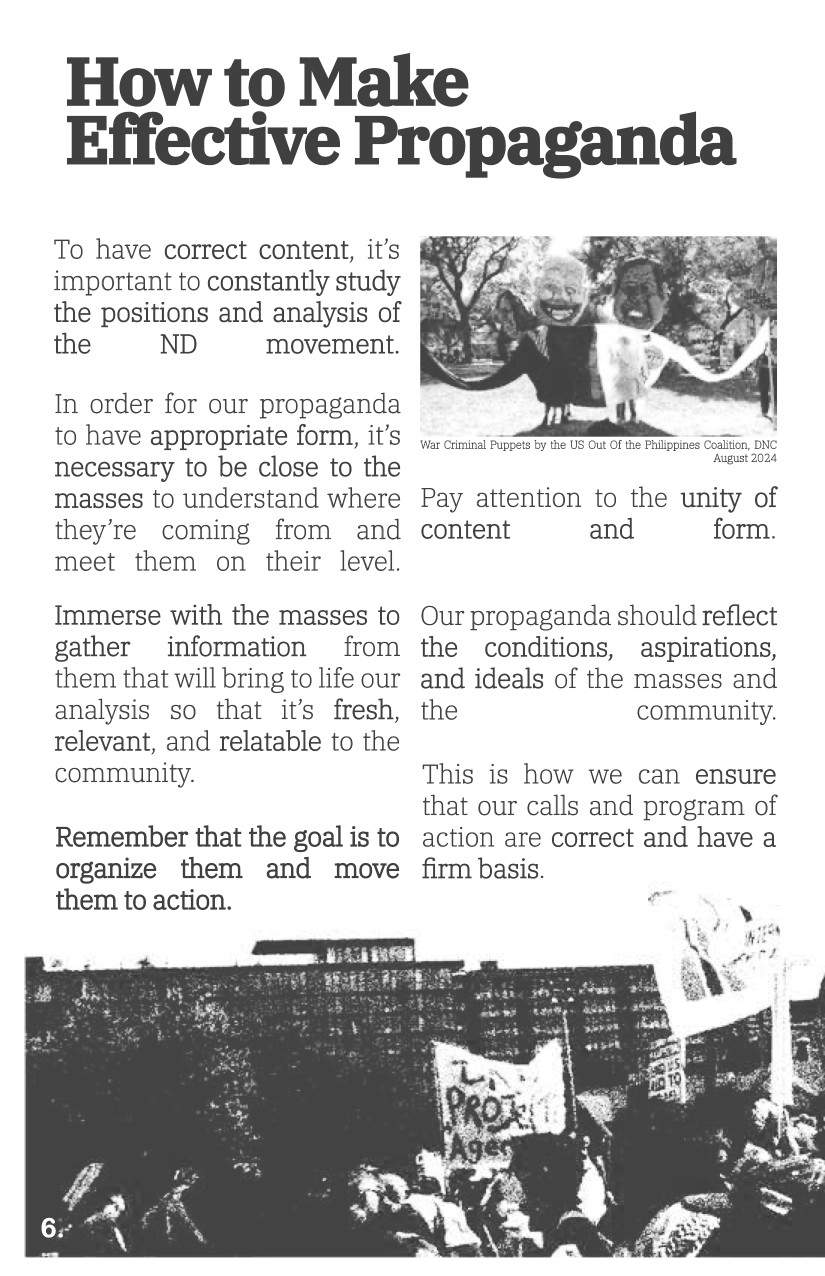 How to Make
Effective Propaganda
To have correct content, it's
important to constantly study
the positions and analysis of
the ND movement.
In order for our propaganda
to have appropriate form, it's
necessary to be close to the
masses to understand where
they're coming from and
meet them on their level.
Immerse with the masses to
gather information from
them that will bring to life our
analysis so that it's fresh,
relevant, and relatable to the
community.
Remember that the goal is to
organize them and move
them to action.
War Criminal Puppets by the US Out Of the Philippines Coalition, DNC
August 2024
Pay attention to the unity of
content and form.
Our propaganda should reflect
the conditions, aspirations,
and ideals of the masses and
the community.
This is how we can ensure
that our calls and program of
action are correct and have a
firm basis.
6.